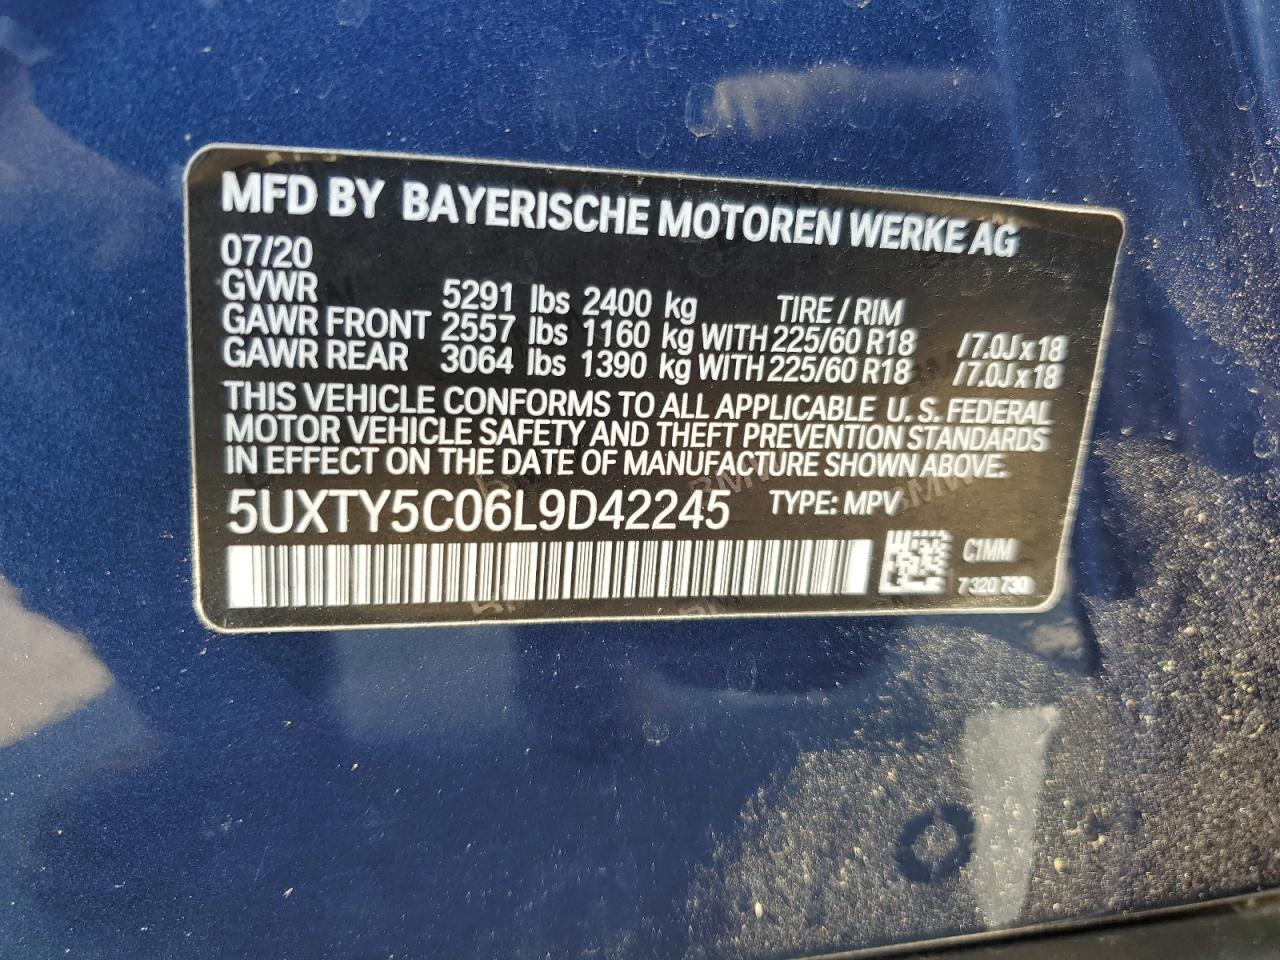 MFD BY BAYERISCHE MOTOREN WERKE AG
07/20
GVWR 5291 lbs 2400 kg TIRE / RIM
GAWR FRONT 2557 lbs 1160 kg WITH 225/60 R18 /7.0J x 18
GAWR REAR 3064 lbs 1390 kg WITH 225/60 R18 /7.0J x 18
THIS VEHICLE CONFORMS TO ALL APPLICABLE U.S. FEDERAL
MOTOR VEHICLE SAFETY AND THEFT PREVENTION STANDARDS
IN EFFECT ON THE DATE OF MANUFACTURE SHOWN ABOVE.
5UXTY5C06L9D42245 TYPE: MPV
C1MM
7 320 730